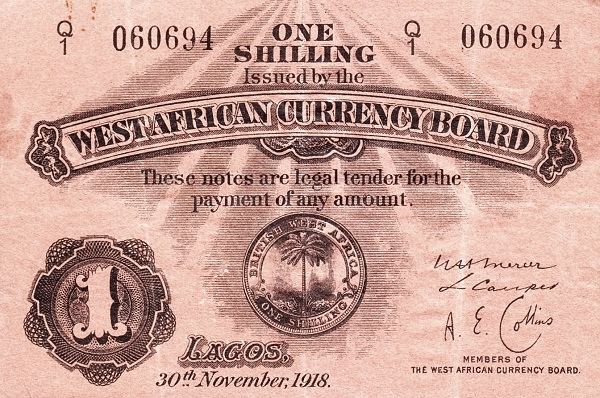 Q/1 060694 ONE Q/1 060694
SHILLING
Issued by the
WEST AFRICAN CURRENCY BOARD
These notes are legal tender for the
payment of any amount.
BRITISH WEST AFRICA
ONE SHILLING
1
LAGOS,
30th November, 1918.
A. E. Collins
MEMBERS OF
THE WEST AFRICAN CURRENCY BOARD.